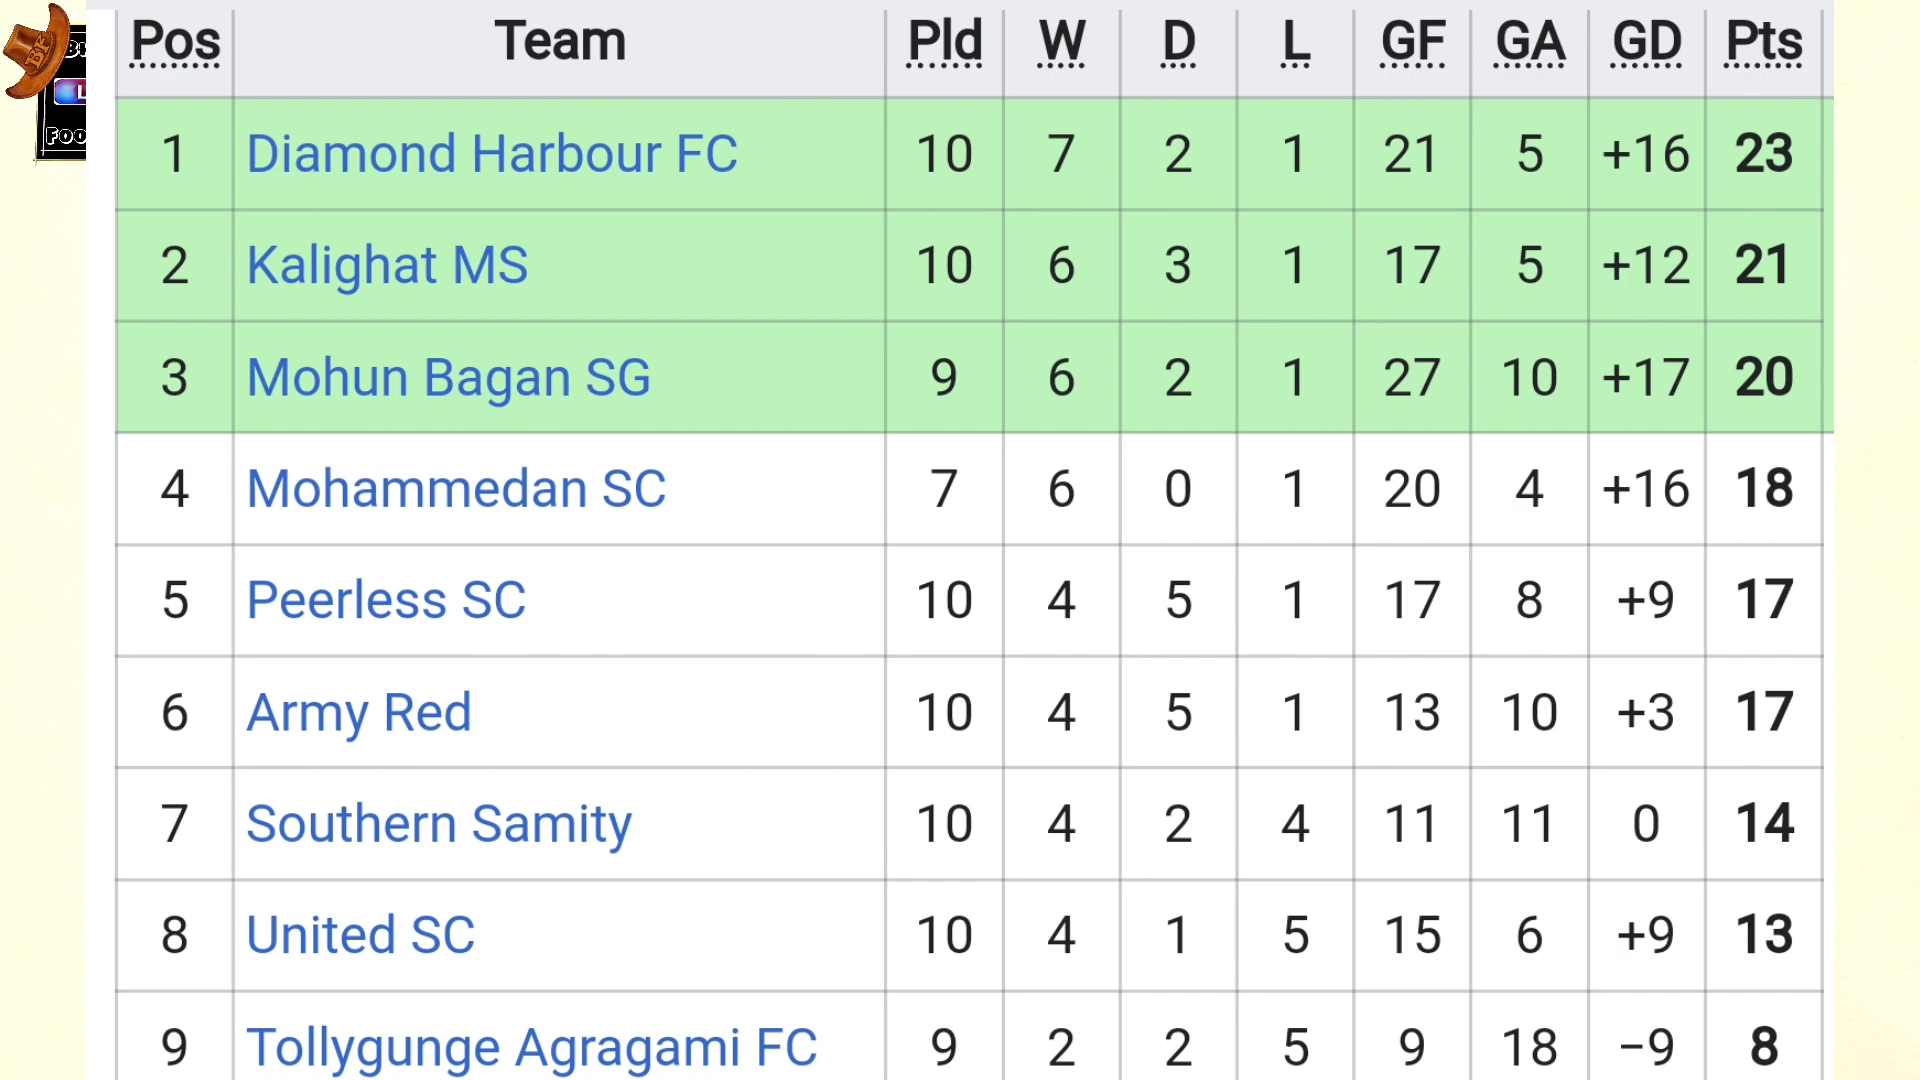 Pos Team Pld W D L GF GA GD Pts
1 Diamond Harbour FC 10 7 2 1 21 5 +16 23
2 Kalighat MS 10 6 3 1 17 5 +12 21
3 Mohun Bagan SG 9 6 2 1 27 10 +17 20
4 Mohammedan SC 7 6 0 1 20 4 +16 18
5 Peerless SC 10 4 5 1 17 8 +9 17
6 Army Red 10 4 5 1 13 10 +3 17
7 Southern Samity 10 4 2 4 11 11 0 14
8 United SC 10 4 1 5 15 6 +9 13
9 Tollygunge Agragami FC 9 2 2 5 9 18 −9 8
BF